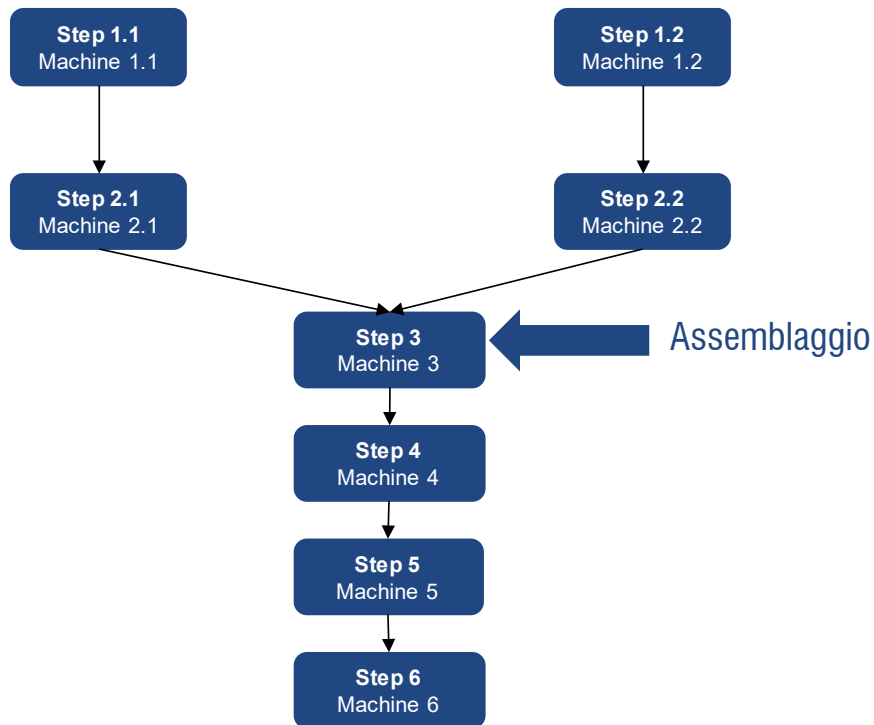 Step 1.1
Machine 1.1
Step 1.2
Machine 1.2
Step 2.1
Machine 2.1
Step 2.2
Machine 2.2
Step 3
Machine 3
Assemblaggio
Step 4
Machine 4
Step 5
Machine 5
Step 6
Machine 6